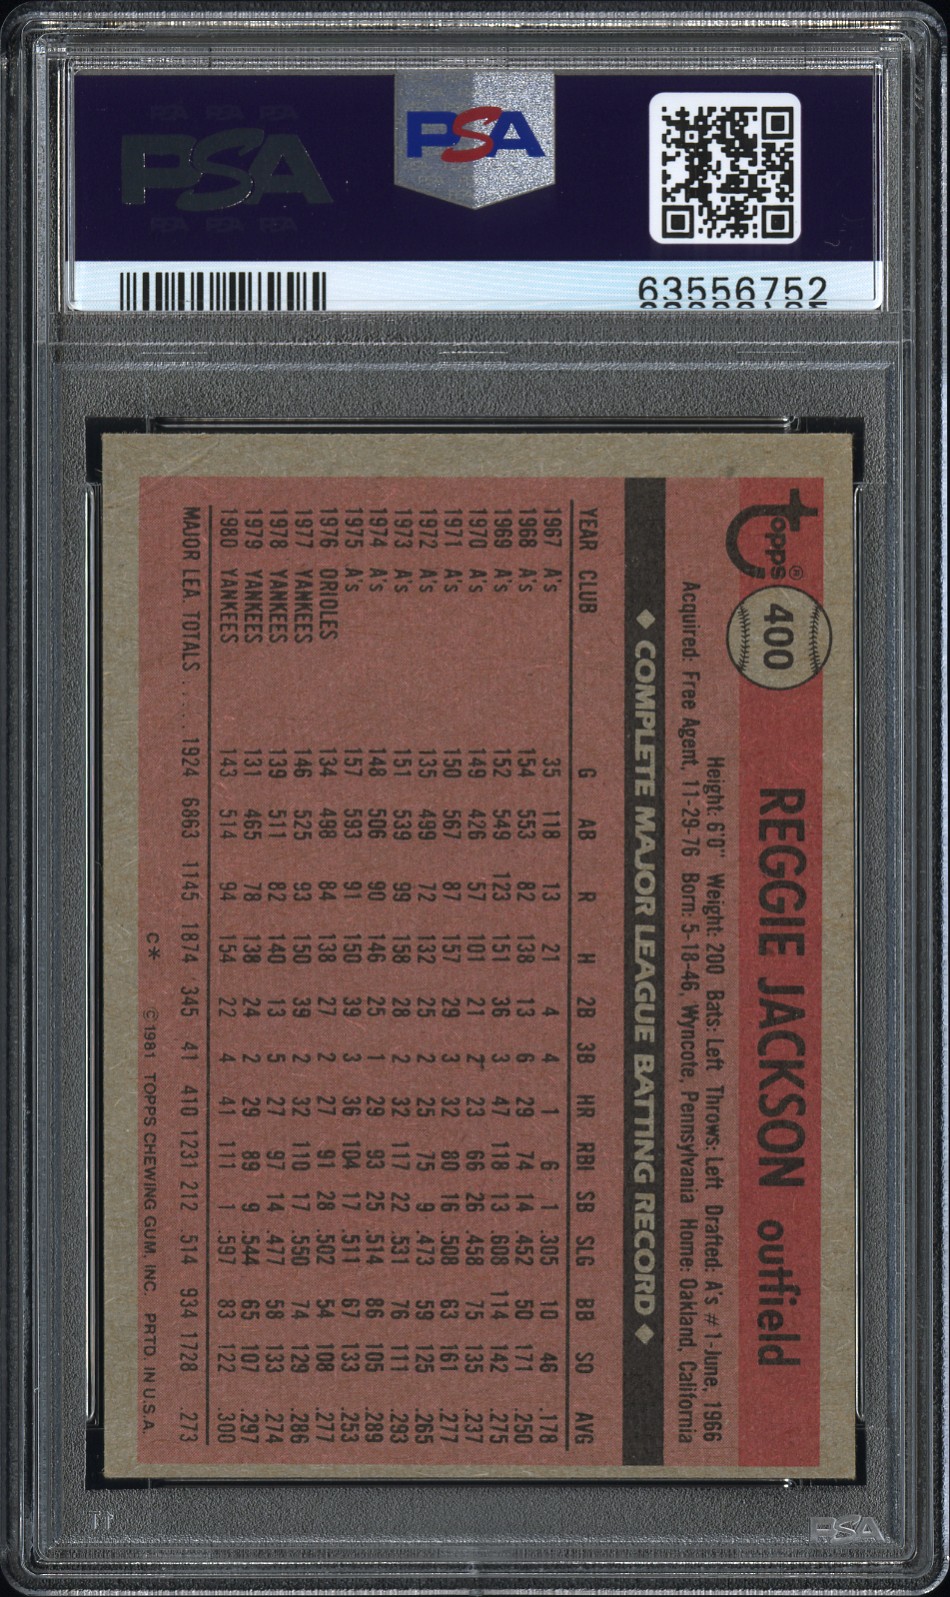 PSA PSA PSA
PSA
PSA PSA PSA
PSA
63556752
Topps®
400
REGGIE JACKSON outfield
Height: 6'0" Weight: 200 Bats: Left Throws: Left Drafted: A's #1-June, 1966
Acquired: Free Agent, 11-29-76 Born: 5-18-46, Wyncote, Pennsylvania Home: Oakland, California
◆ COMPLETE MAJOR LEAGUE BATTING RECORD ◆
YEAR CLUB G AB R H 2B 3B HR RBI SB SLG BB SO AVG
1967 A's 35 118 13 21 4 4 1 6 1 .305 10 46 .178
1968 A's 154 553 82 138 13 6 29 74 14 .452 50 171 .250
1969 A's 152 549 123 151 36 3 47 118 13 .608 114 142 .275
1970 A's 149 426 57 101 21 2 23 66 26 .458 75 135 .237
1971 A's 150 567 87 157 29 3 32 80 16 .508 63 161 .277
1972 A's 135 499 72 132 25 2 25 75 9 .473 59 125 .265
1973 A's 151 539 99 158 28 2 32 117 22 .531 76 111 .293
1974 A's 148 506 90 146 25 1 29 93 25 .514 86 105 .289
1975 A's 157 593 91 150 39 3 36 104 17 .511 67 133 .253
1976 ORIOLES 134 498 84 138 27 2 27 91 28 .502 54 108 .277
1977 YANKEES 146 525 93 150 39 2 32 110 17 .550 74 129 .286
1978 YANKEES 139 511 82 140 13 5 27 97 14 .477 58 133 .274
1979 YANKEES 131 465 78 138 24 2 29 89 9 .544 65 107 .297
1980 YANKEES 143 514 94 154 22 4 41 111 1 .597 83 122 .300
MAJOR LEA TOTALS ..... 1924 6863 1145 1874 345 41 410 1231 212 .514 934 1728 .273
C* ©1981 TOPPS CHEWING GUM, INC. PRTD. IN U.S.A.
PSA